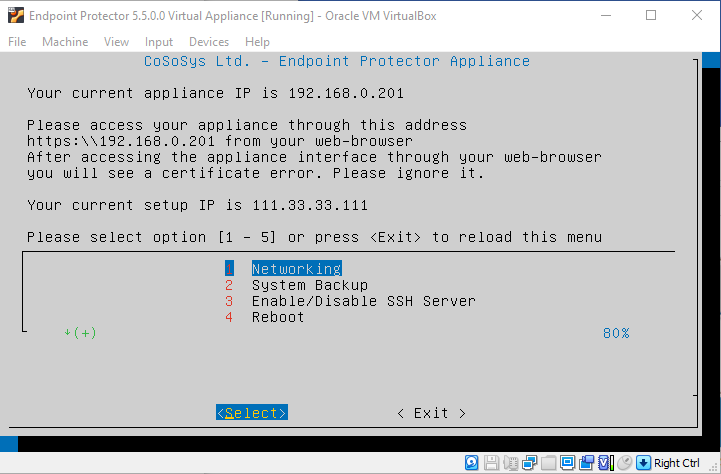 Endpoint Protector 5.5.0.0 Virtual Appliance [Running] - Oracle VM VirtualBox
File Machine View Input Devices Help
CoSoSys Ltd. - Endpoint Protector Appliance
Your current appliance IP is 192.168.0.201
Please access your appliance through this address
https:\\192.168.0.201 from your web-browser
After accessing the appliance interface through your web-browser
you will see a certificate error. Please ignore it.
Your current setup IP is 111.33.33.111
Please select option [1 - 5] or press <Exit> to reload this menu
1 Networking
2 System Backup
3 Enable/Disable SSH Server
4 Reboot
↓(+) 80%
<Select> < Exit >
Right Ctrl